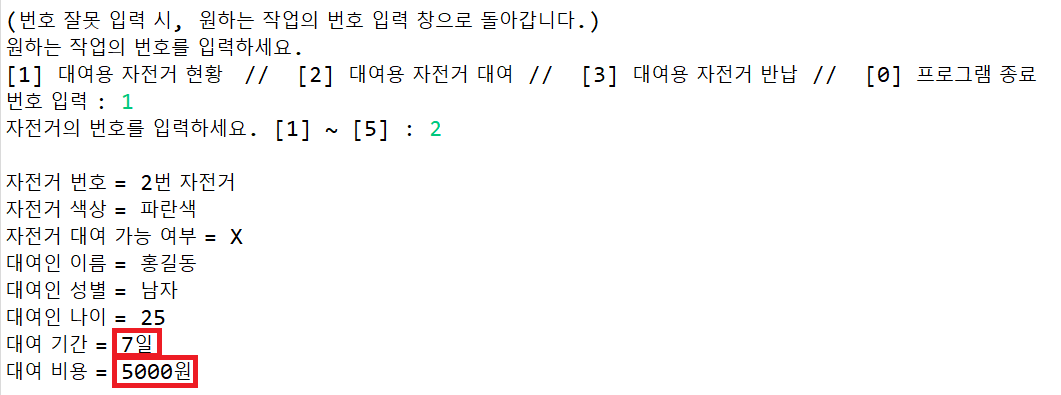 (번호 잘못 입력 시, 원하는 작업의 번호 입력 창으로 돌아갑니다.)
원하는 작업의 번호를 입력하세요.
[1] 대여용 자전거 현황 // [2] 대여용 자전거 대여 // [3] 대여용 자전거 반납 // [0] 프로그램 종료
번호 입력 : 1
자전거의 번호를 입력하세요. [1] ~ [5] : 2
자전거 번호 = 2번 자전거
자전거 색상 = 파란색
자전거 대여 가능 여부 = X
대여인 이름 = 홍길동
대여인 성별 = 남자
대여인 나이 = 25
대여 기간 = 7일
대여 비용 = 5000원